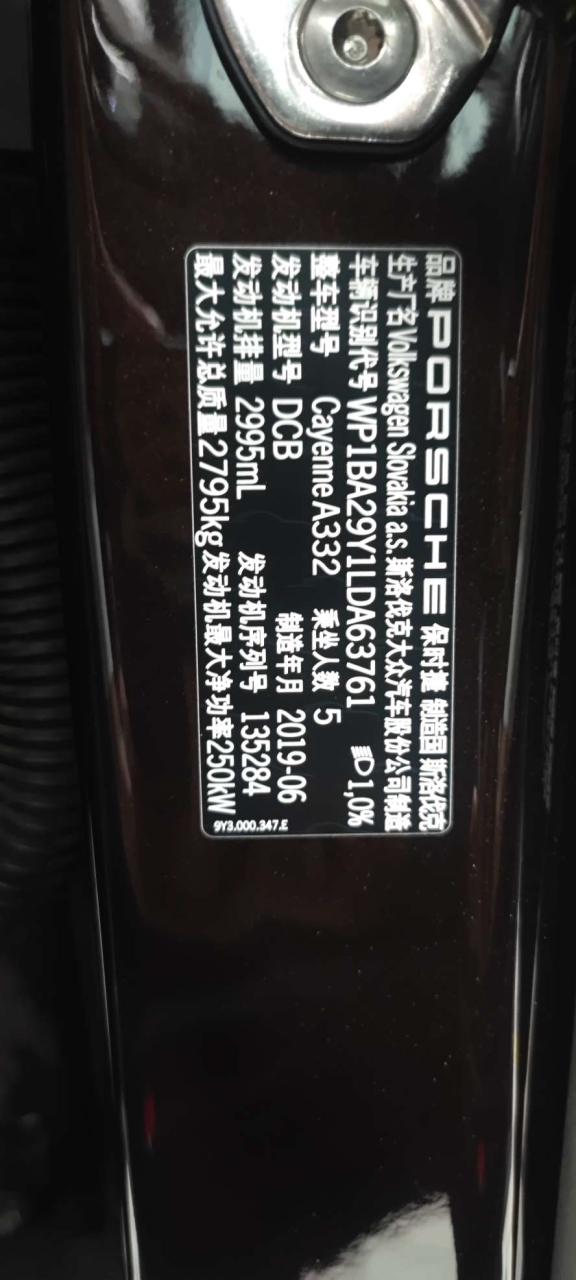 品牌 PORSCHE 保时捷 制造国 斯洛伐克
生产厂名 Volkswagen Slovakia a.s. 斯洛伐克大众汽车股份公司制造
车辆识别代号 WP1BA29Y1LDA63761 1,0%
整车型号 Cayenne A332 乘坐人数 5
发动机型号 DCB 制造年月 2019-06
发动机排量 2995mL 发动机序列号 135284
最大允许总质量 2795kg 发动机最大净功率 250kW
9Y3.000.347.E